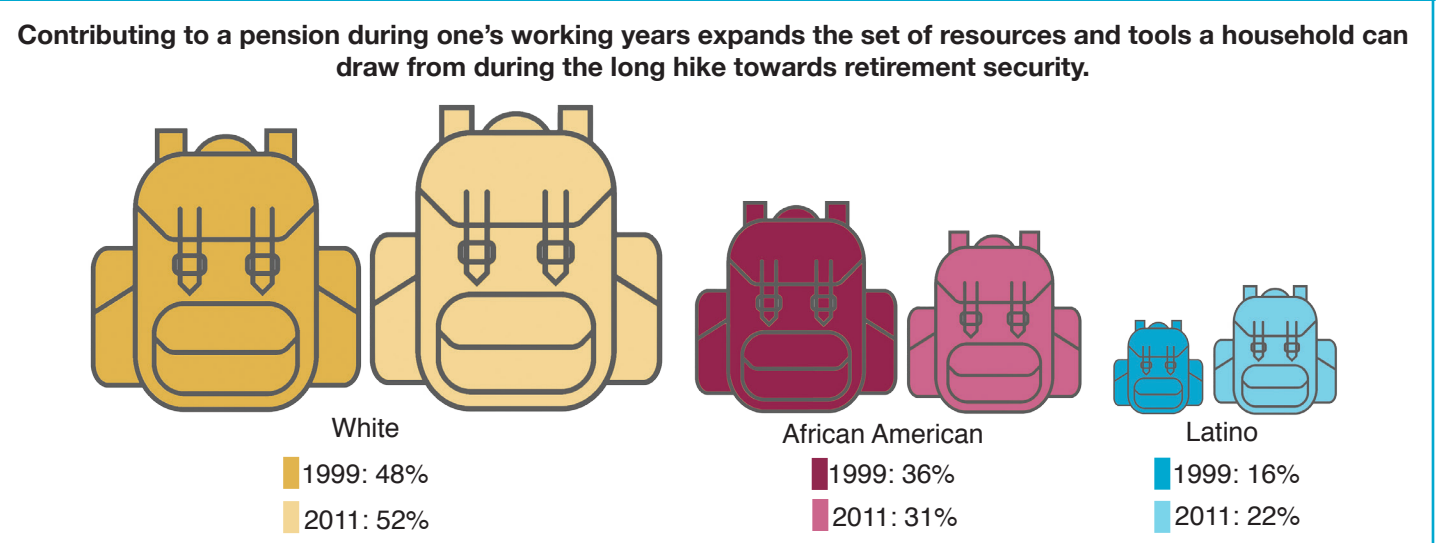 Contributing to a pension during one's working years expands the set of resources and tools a household can
draw from during the long hike towards retirement security.
White
1999: 48%
2011: 52%
African American
1999: 36%
2011: 31%
Latino
1999: 16%
2011: 22%